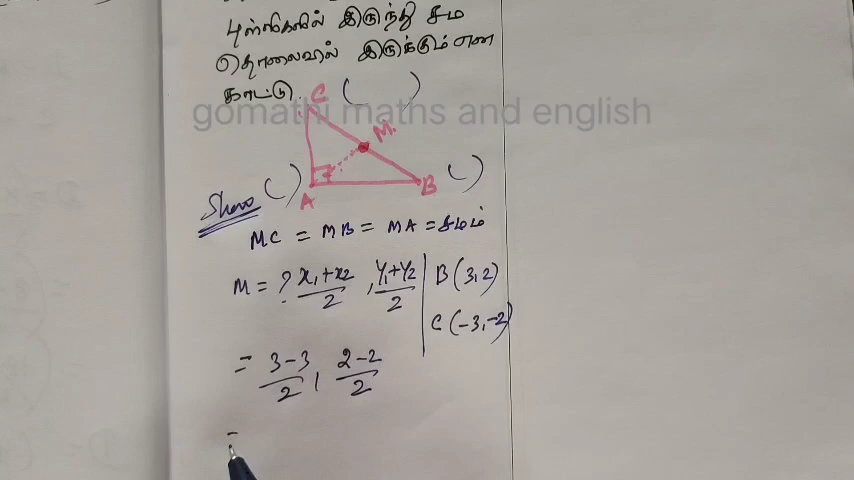 புள்ளிகளில் இருந்து சம
தொலைவில் இருக்கும் என
காட்டு. ( )
gomathi maths and english
C
M.
( ) A B ( )
Show
MC = MB = MA = சமம்
M = ? x₁+x₂/2 , y₁+y₂/2 | B (3,2)
C (-3,-2)
= 3-3/2 , 2-2/2
=